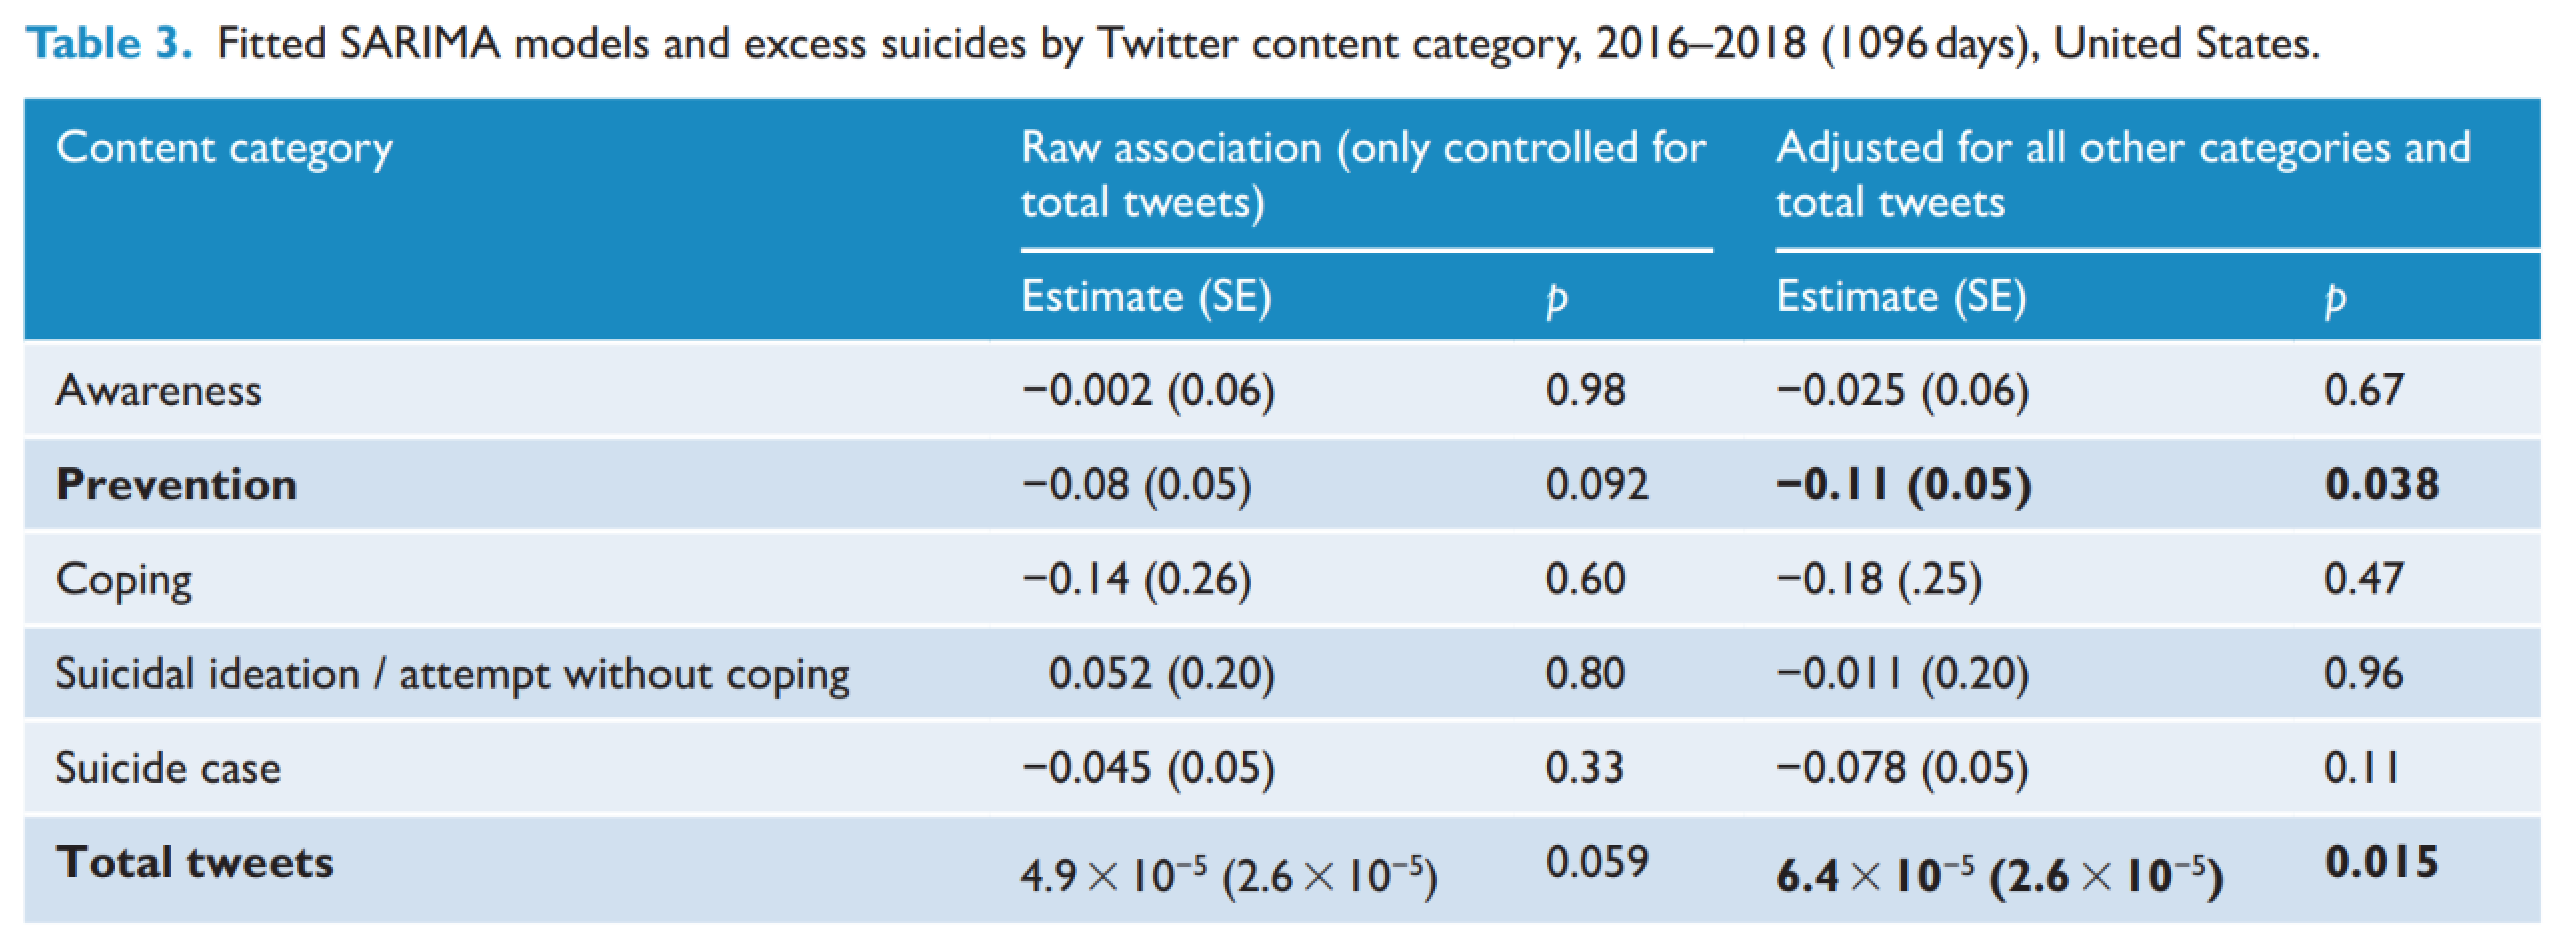 Table 3. Fitted SARIMA models and excess suicides by Twitter content category, 2016–2018 (1096 days), United States.
Content category Raw association (only controlled for total tweets) Adjusted for all other categories and total tweets
Estimate (SE) p Estimate (SE) p
Awareness −0.002 (0.06) 0.98 −0.025 (0.06) 0.67
Prevention −0.08 (0.05) 0.092 −0.11 (0.05) 0.038
Coping −0.14 (0.26) 0.60 −0.18 (.25) 0.47
Suicidal ideation / attempt without coping 0.052 (0.20) 0.80 −0.011 (0.20) 0.96
Suicide case −0.045 (0.05) 0.33 −0.078 (0.05) 0.11
Total tweets 4.9 × 10⁻⁵ (2.6 × 10⁻⁵) 0.059 6.4 × 10⁻⁵ (2.6 × 10⁻⁵) 0.015